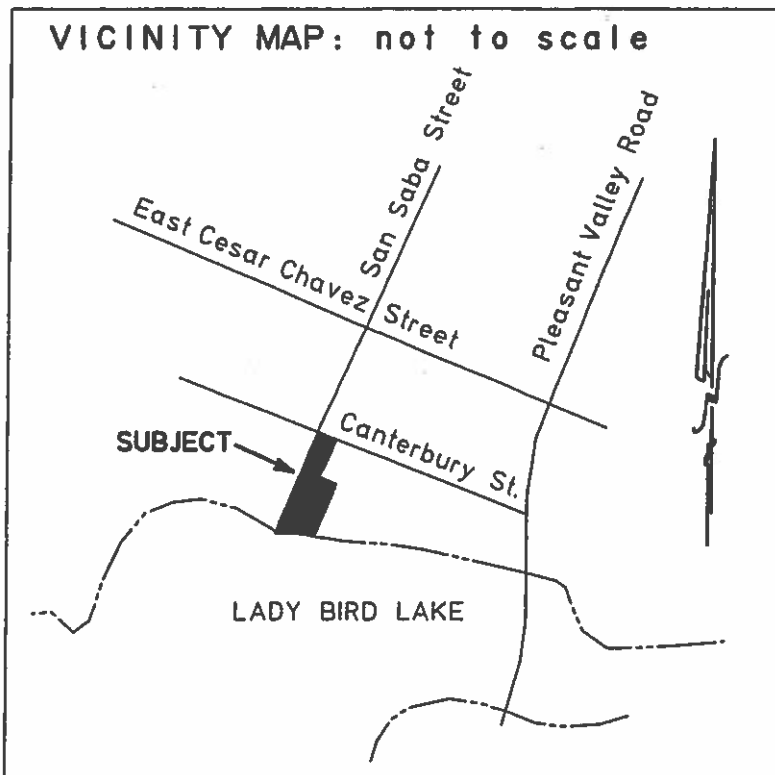 VICINITY MAP: not to scale
San Saba Street
Pleasant Valley Road
East Cesar Chavez Street
Canterbury St.
SUBJECT
LADY BIRD LAKE